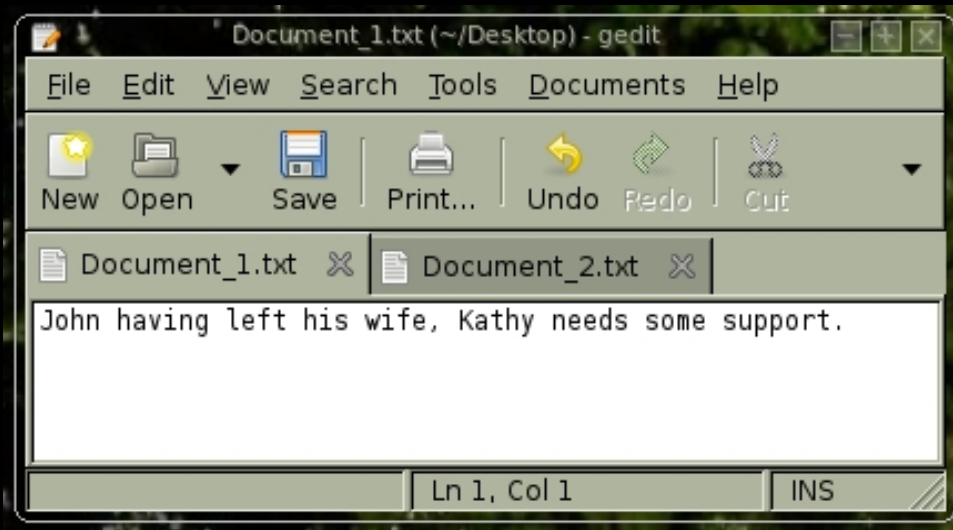 Document_1.txt (~/Desktop) - gedit
File Edit View Search Tools Documents Help
New Open Save Print... Undo Redo Cut
Document_1.txt Document_2.txt
John having left his wife, Kathy needs some support.
Ln 1, Col 1 INS